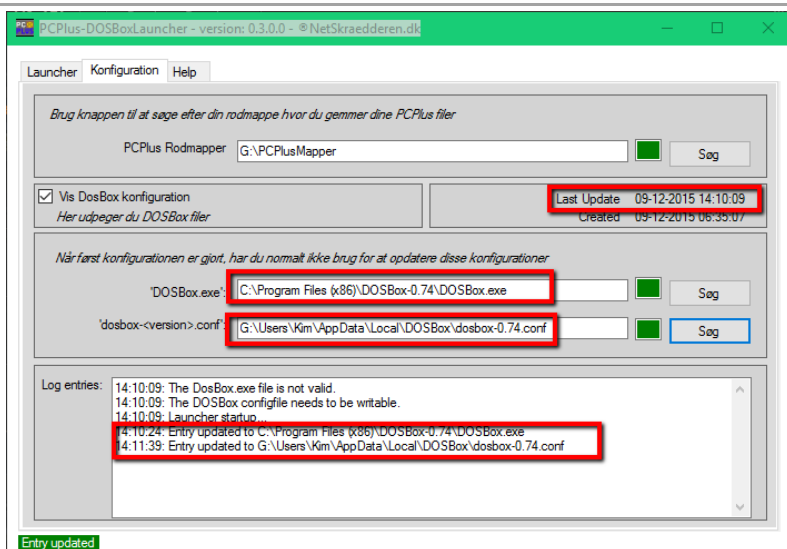 PCPlus-DOSBoxLauncher - version: 0.3.0.0 - ®NetSkraedderen.dk
Launcher Konfiguration Help
Brug knappen til at søge efter din rodmappe hvor du gemmer dine PCPlus filer
PCPlus Rodmapper G:\PCPlusMapper Søg
Vis DosBox konfiguration
Her udpeger du DOSBox filer
Last Update 09-12-2015 14:10:09
Created 09-12-2015 06:35:07
Når først konfigurationen er gjort, har du normalt ikke brug for at opdatere disse konfigurationer
'DOSBox.exe': C:\Program Files (x86)\DOSBox-0.74\DOSBox.exe Søg
'dosbox-<version>.conf': G:\Users\Kim\AppData\Local\DOSBox\dosbox-0.74.conf Søg
Log entries:
14:10:09: The DosBox.exe file is not valid.
14:10:09: The DOSBox configfile needs to be writable.
14:10:09: Launcher startup...
14:10:24: Entry updated to C:\Program Files (x86)\DOSBox-0.74\DOSBox.exe
14:11:39: Entry updated to G:\Users\Kim\AppData\Local\DOSBox\dosbox-0.74.conf
Entry updated